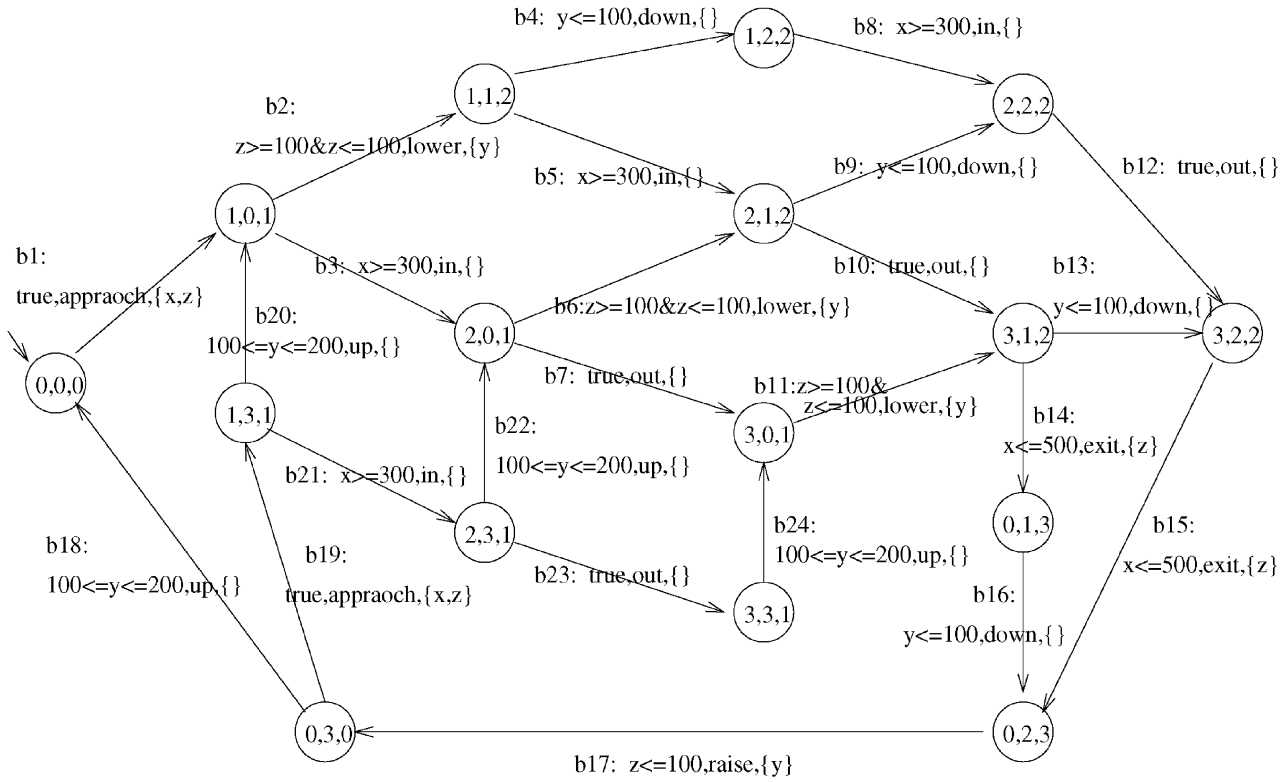 b4: y<=100,down,{}
1,2,2
b8: x>=300,in,{}
1,1,2
b2:
z>=100&z<=100,lower,{y}
2,2,2
b5: x>=300,in,{}
b9: y<=100,down,{}
b12: true,out,{}
1,0,1
2,1,2
b1:
true,appraoch,{x,z}
b3: x>=300,in,{}
b10: true,out,{}
b13:
y<=100,down,{}
b6:z>=100&z<=100,lower,{y}
b20:
100<=y<=200,up,{}
2,0,1
3,1,2
3,2,2
0,0,0
b7: true,out,{}
b11:z>=100&
z<=100,lower,{y}
1,3,1
3,0,1
b14:
x<=500,exit,{z}
b22:
100<=y<=200,up,{}
b21: x>=300,in,{}
2,3,1
0,1,3
b24:
100<=y<=200,up,{}
b15:
x<=500,exit,{z}
b18:
100<=y<=200,up,{}
b19:
true,appraoch,{x,z}
b23: true,out,{}
3,3,1
b16:
y<=100,down,{}
0,3,0
0,2,3
b17: z<=100,raise,{y}